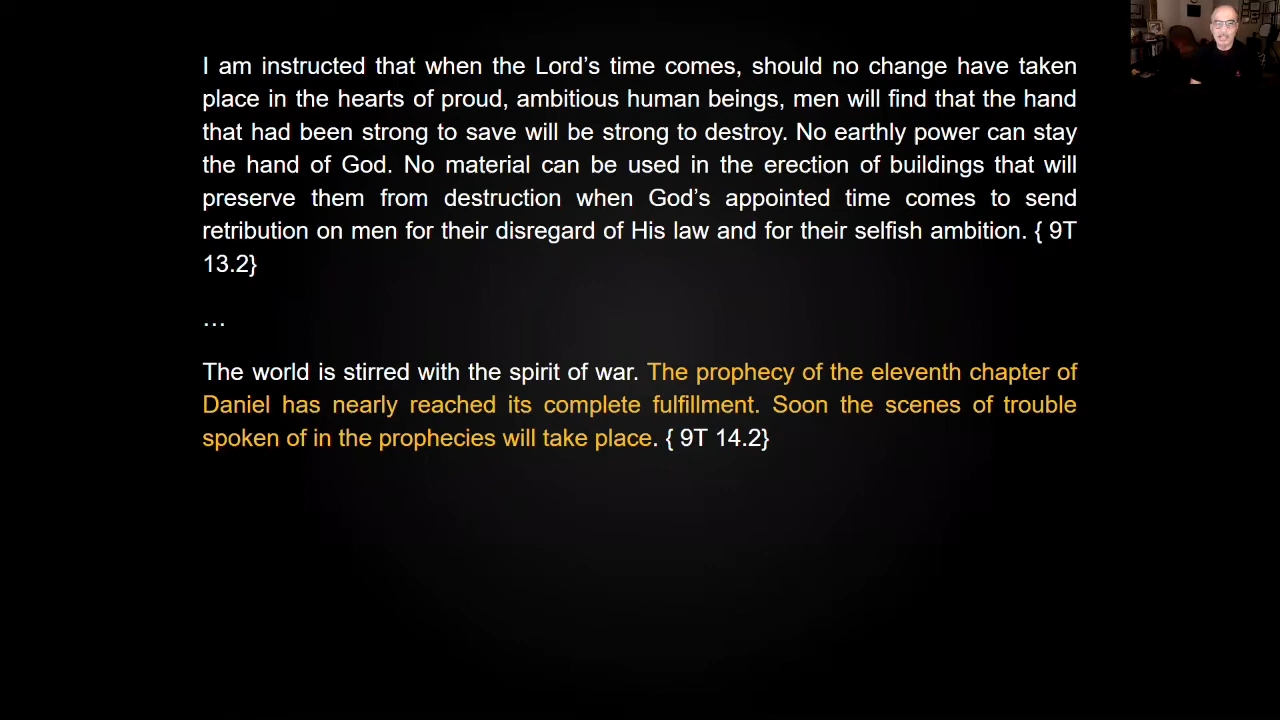 I am instructed that when the Lord’s time comes, should no change have taken
place in the hearts of proud, ambitious human beings, men will find that the hand
that had been strong to save will be strong to destroy. No earthly power can stay
the hand of God. No material can be used in the erection of buildings that will
preserve them from destruction when God’s appointed time comes to send
retribution on men for their disregard of His law and for their selfish ambition. { 9T
13.2}
…
The world is stirred with the spirit of war. The prophecy of the eleventh chapter of
Daniel has nearly reached its complete fulfillment. Soon the scenes of trouble
spoken of in the prophecies will take place. { 9T 14.2}